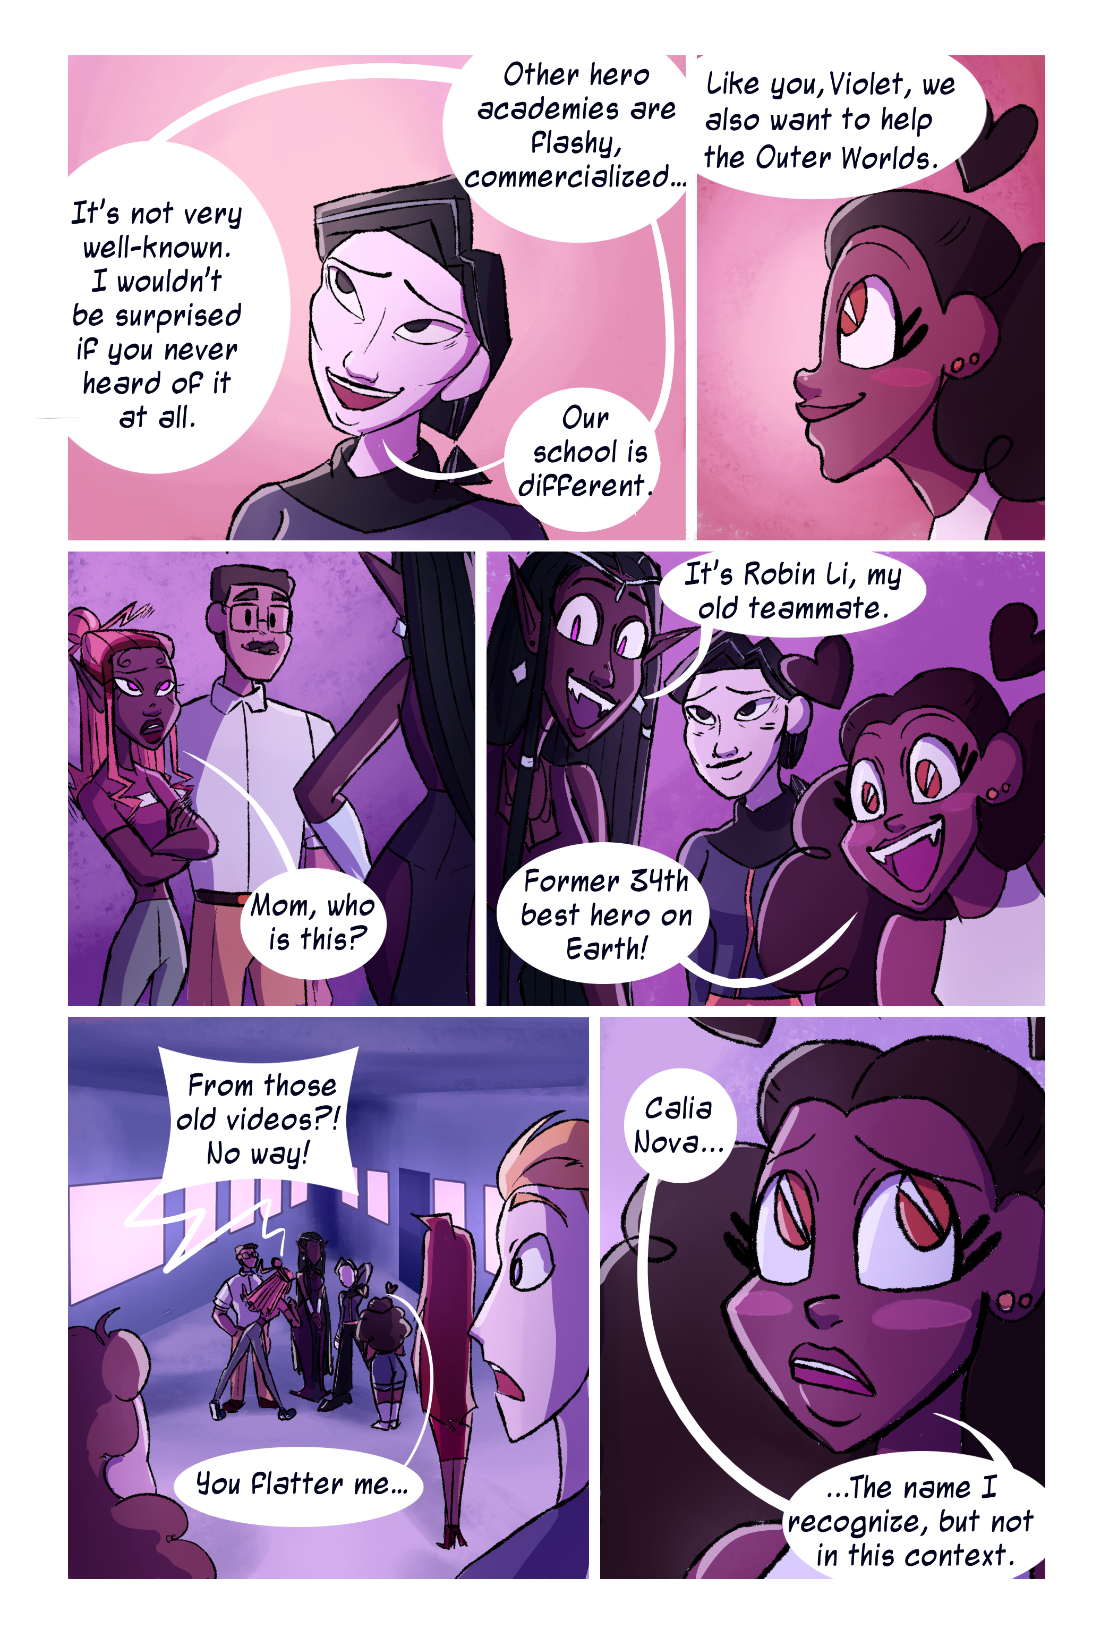 It's not very
well-known.
I wouldn't
be surprised
if you never
heard of it
at all.
Other hero
academies are
flashy,
commercialized...
Our
school is
different.
Like you, Violet, we
also want to help
the Outer Worlds.
Mom, who
is this?
It's Robin Li, my
old teammate.
Former 34th
best hero on
Earth!
From those
old videos?!
No way!
You flatter me...
Calia
Nova...
...The name I
recognize, but not
in this context.